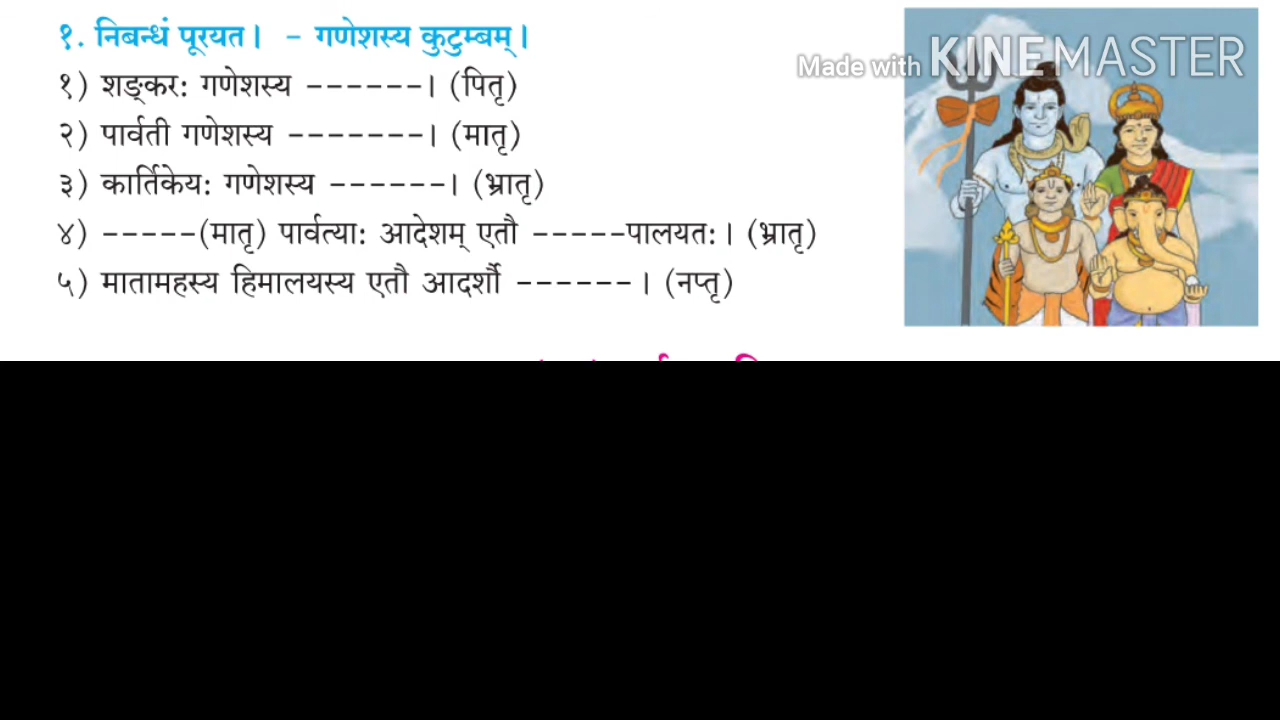 १. निबन्धं पूरयत। - गणेशस्य कुटुम्बम्।
Made with KINEMASTER
१) शङ्करः गणेशस्य ------। (पितृ)
२) पार्वती गणेशस्य -------। (मातृ)
३) कार्तिकेयः गणेशस्य ------। (भ्रातृ)
४) -----(मातृ) पार्वत्याः आदेशम् एतौ -----पालयतः। (भ्रातृ)
५) मातामहस्य हिमालयस्य एतौ आदर्शौ ------। (नप्तृ)